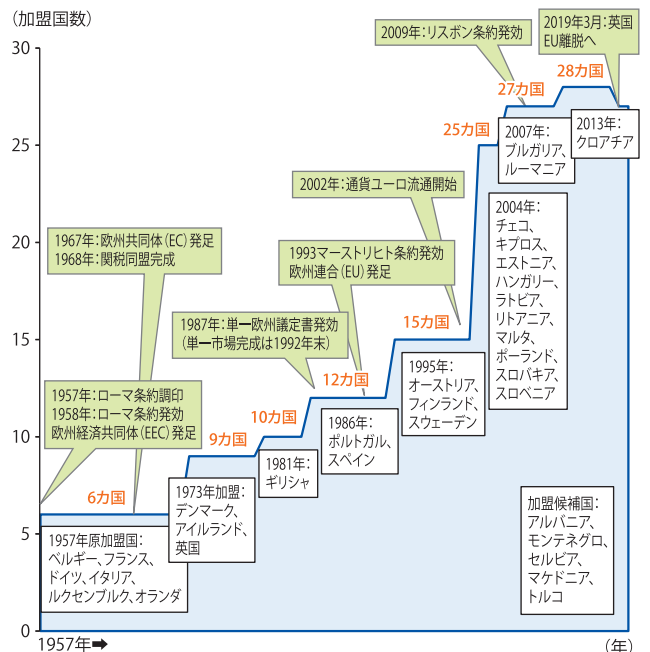 （加盟国数）
30
25
20
15
10
5
0
1957年➡
（年）
6カ国
9カ国
10カ国
12カ国
15カ国
25カ国
27カ国
28カ国
1957年：ローマ条約調印
1958年：ローマ条約発効
欧州経済共同体（EEC）発足
1967年：欧州共同体（EC）発足
1968年：関税同盟完成
1987年：単一欧州議定書発効
（単一市場完成は1992年末）
1993マーストリヒト条約発効
欧州連合（EU）発足
2002年：通貨ユーロ流通開始
2009年：リスボン条約発効
2019年3月：英国
EU離脱へ
1957年原加盟国：
ベルギー、フランス、
ドイツ、イタリア、
ルクセンブルク、オランダ
1973年加盟：
デンマーク、
アイルランド、
英国
1981年：
ギリシャ
1986年：
ポルトガル、
スペイン
1995年：
オーストリア、
フィンランド、
スウェーデン
2004年：
チェコ、
キプロス、
エストニア、
ハンガリー、
ラトビア、
リトアニア、
マルタ、
ポーランド、
スロバキア、
スロベニア
2007年：
ブルガリア、
ルーマニア
2013年：
クロアチア
加盟候補国：
アルバニア、
モンテネグロ、
セルビア、
マケドニア、
トルコ